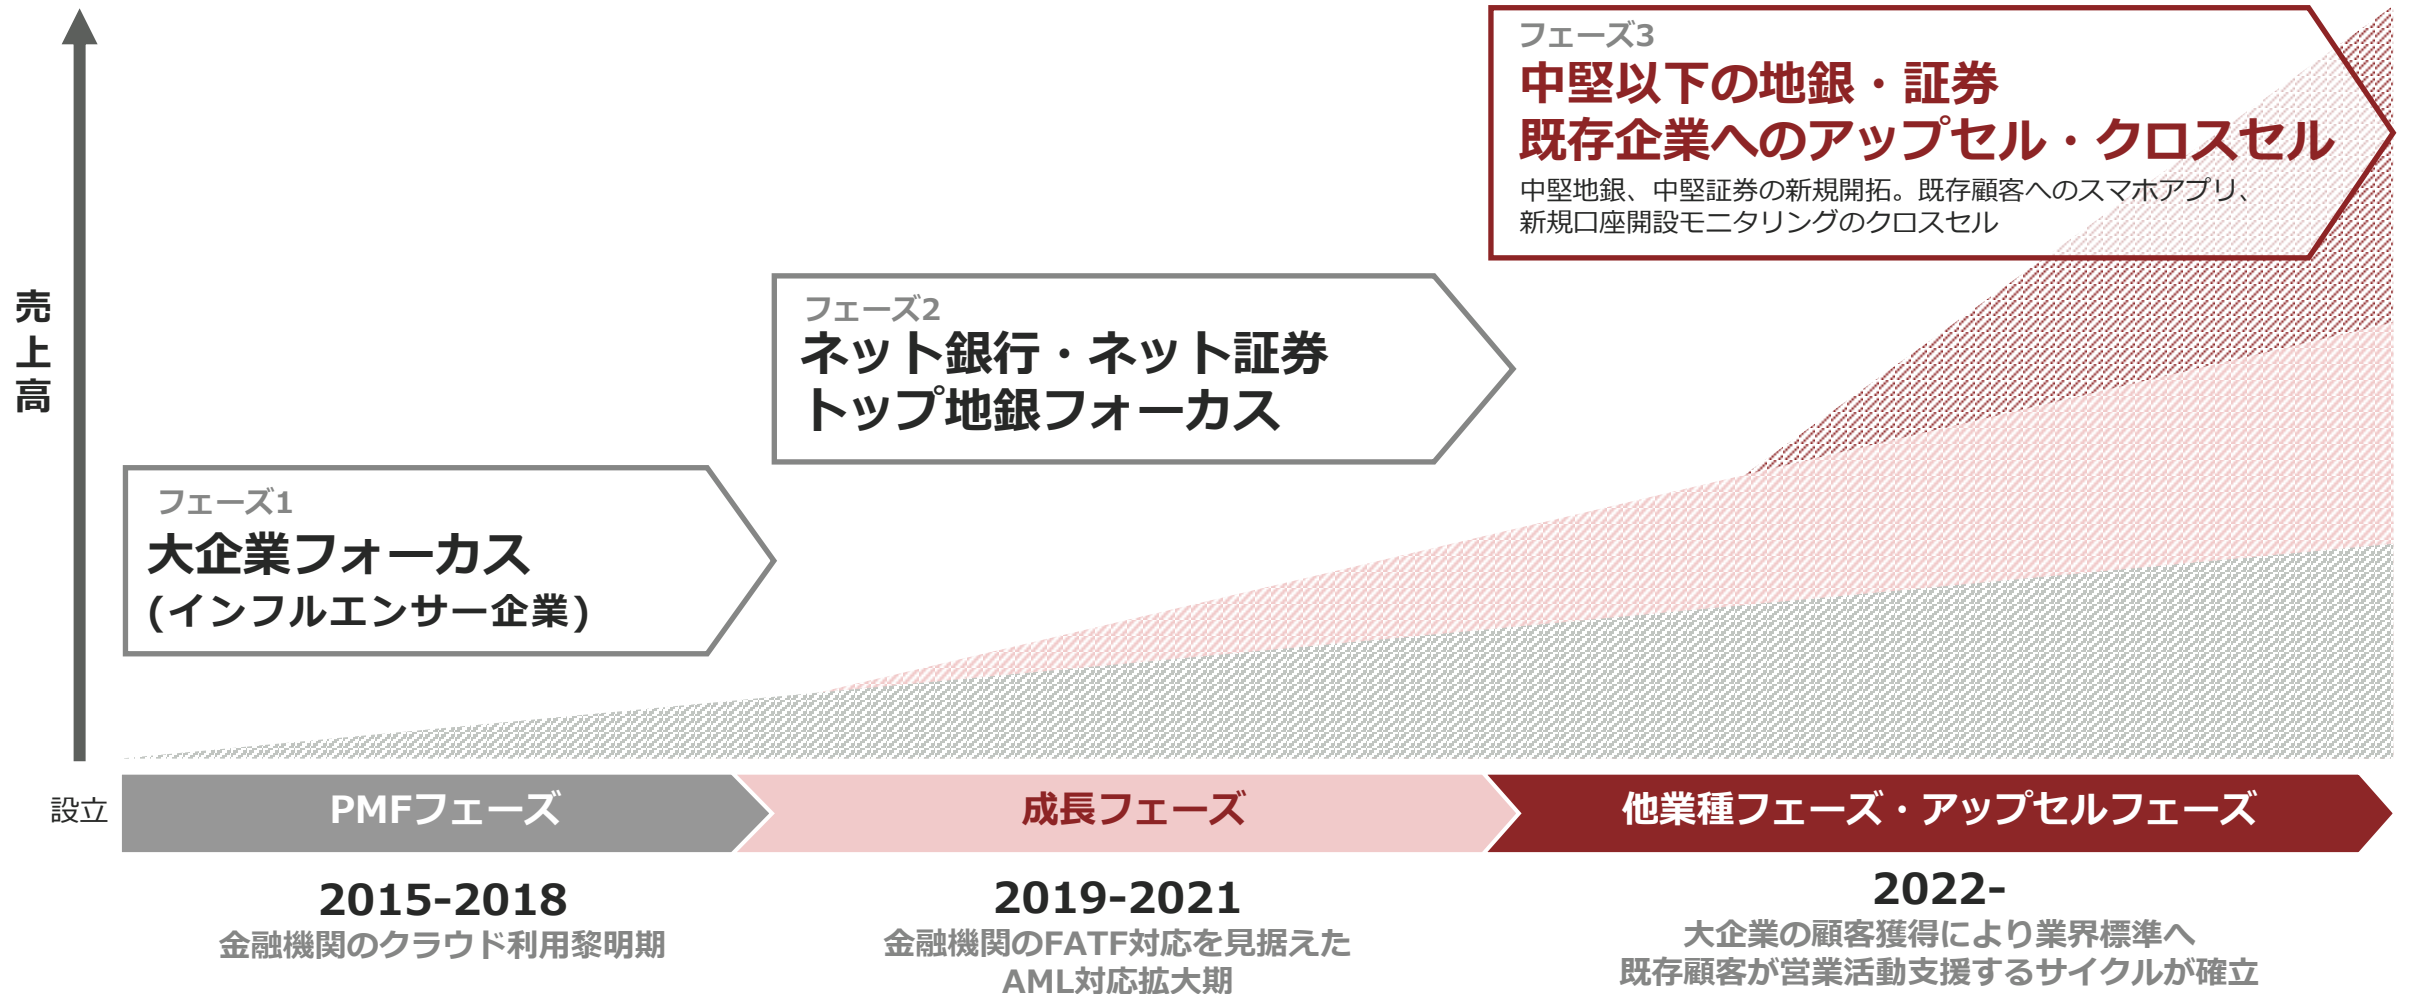 フェーズ3
中堅以下の地銀・証券
既存企業へのアップセル・クロスセル
中堅地銀、中堅証券の新規開拓。既存顧客へのスマホアプリ、
新規口座開設モニタリングのクロスセル
フェーズ2
ネット銀行・ネット証券
トップ地銀フォーカス
売上高
フェーズ1
大企業フォーカス
(インフルエンサー企業)
設立
PMFフェーズ
成長フェーズ
他業種フェーズ・アップセルフェーズ
2015-2018
金融機関のクラウド利用黎明期
2019-2021
金融機関のFATF対応を見据えた
AML対応拡大期
2022-
大企業の顧客獲得により業界標準へ
既存顧客が営業活動支援するサイクルが確立